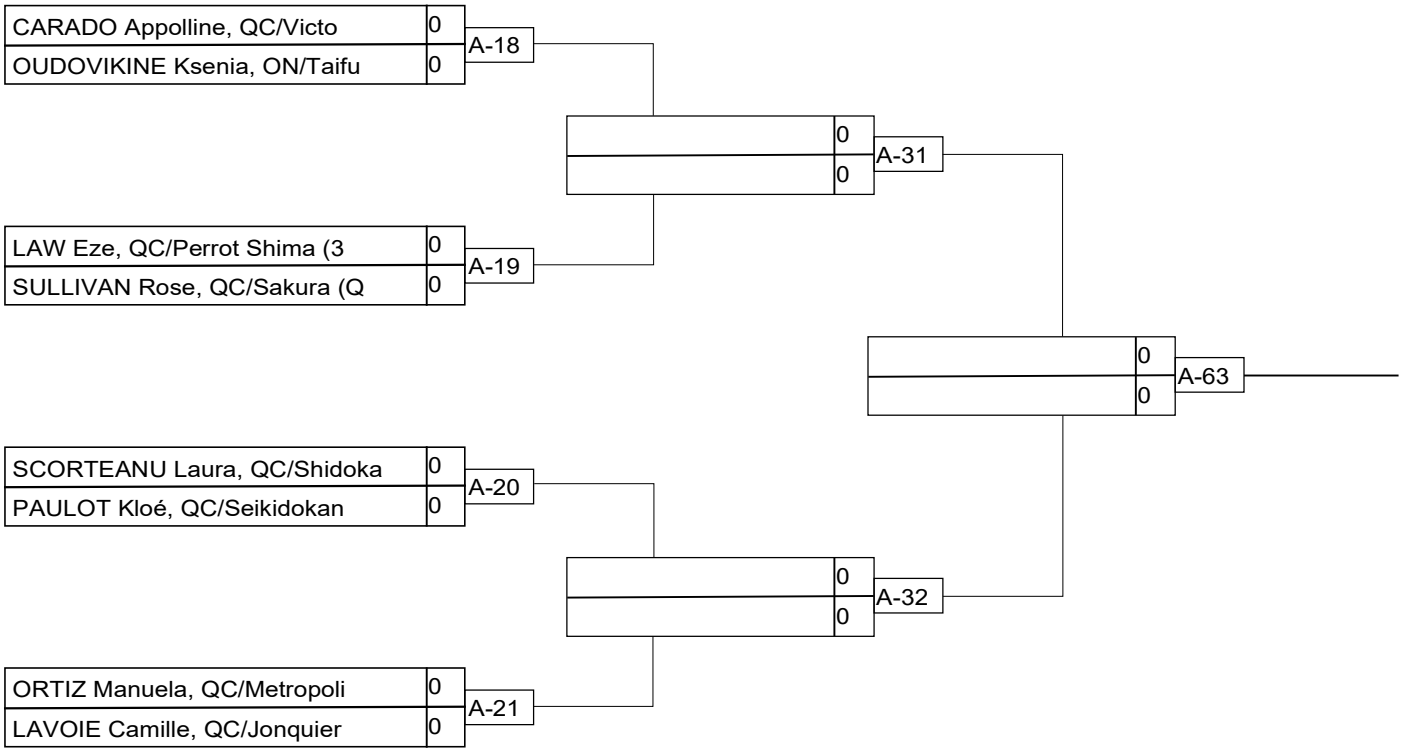 CARADO Appolline, QC/Victo 0
A-18
OUDOVIKINE Ksenia, ON/Taifu 0
0
A-31
0
LAW Eze, QC/Perrot Shima (3 0
A-19
SULLIVAN Rose, QC/Sakura (Q 0
0
A-63
0
SCORTEANU Laura, QC/Shidoka 0
A-20
PAULOT Kloé, QC/Seikidokan 0
0
A-32
0
ORTIZ Manuela, QC/Metropoli 0
A-21
LAVOIE Camille, QC/Jonquier 0